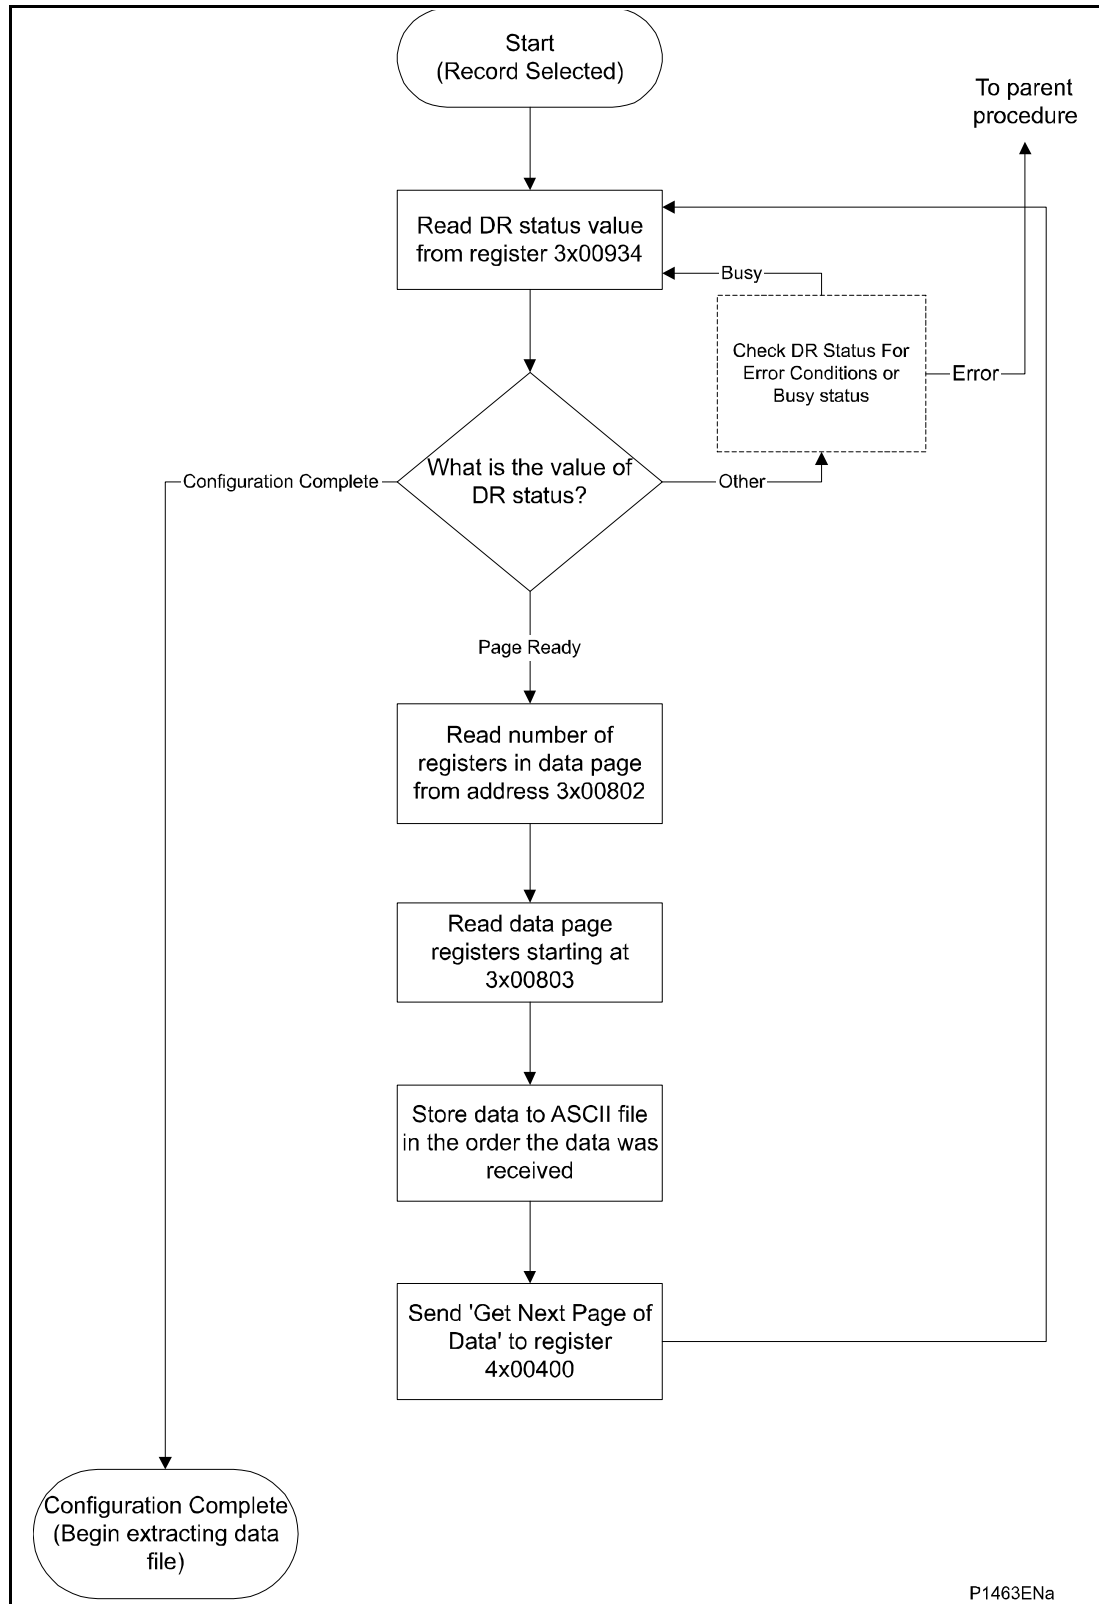 Start
(Record Selected)
To parent
procedure
Read DR status value
from register 3x00934
Busy
Check DR Status For
Error Conditions or
Busy status
Error
What is the value of
DR status?
Configuration Complete
Other
Page Ready
Read number of
registers in data page
from address 3x00802
Read data page
registers starting at
3x00803
Store data to ASCII file
in the order the data was
received
Send 'Get Next Page of
Data' to register
4x00400
Configuration Complete
(Begin extracting data
file)
P1463ENa